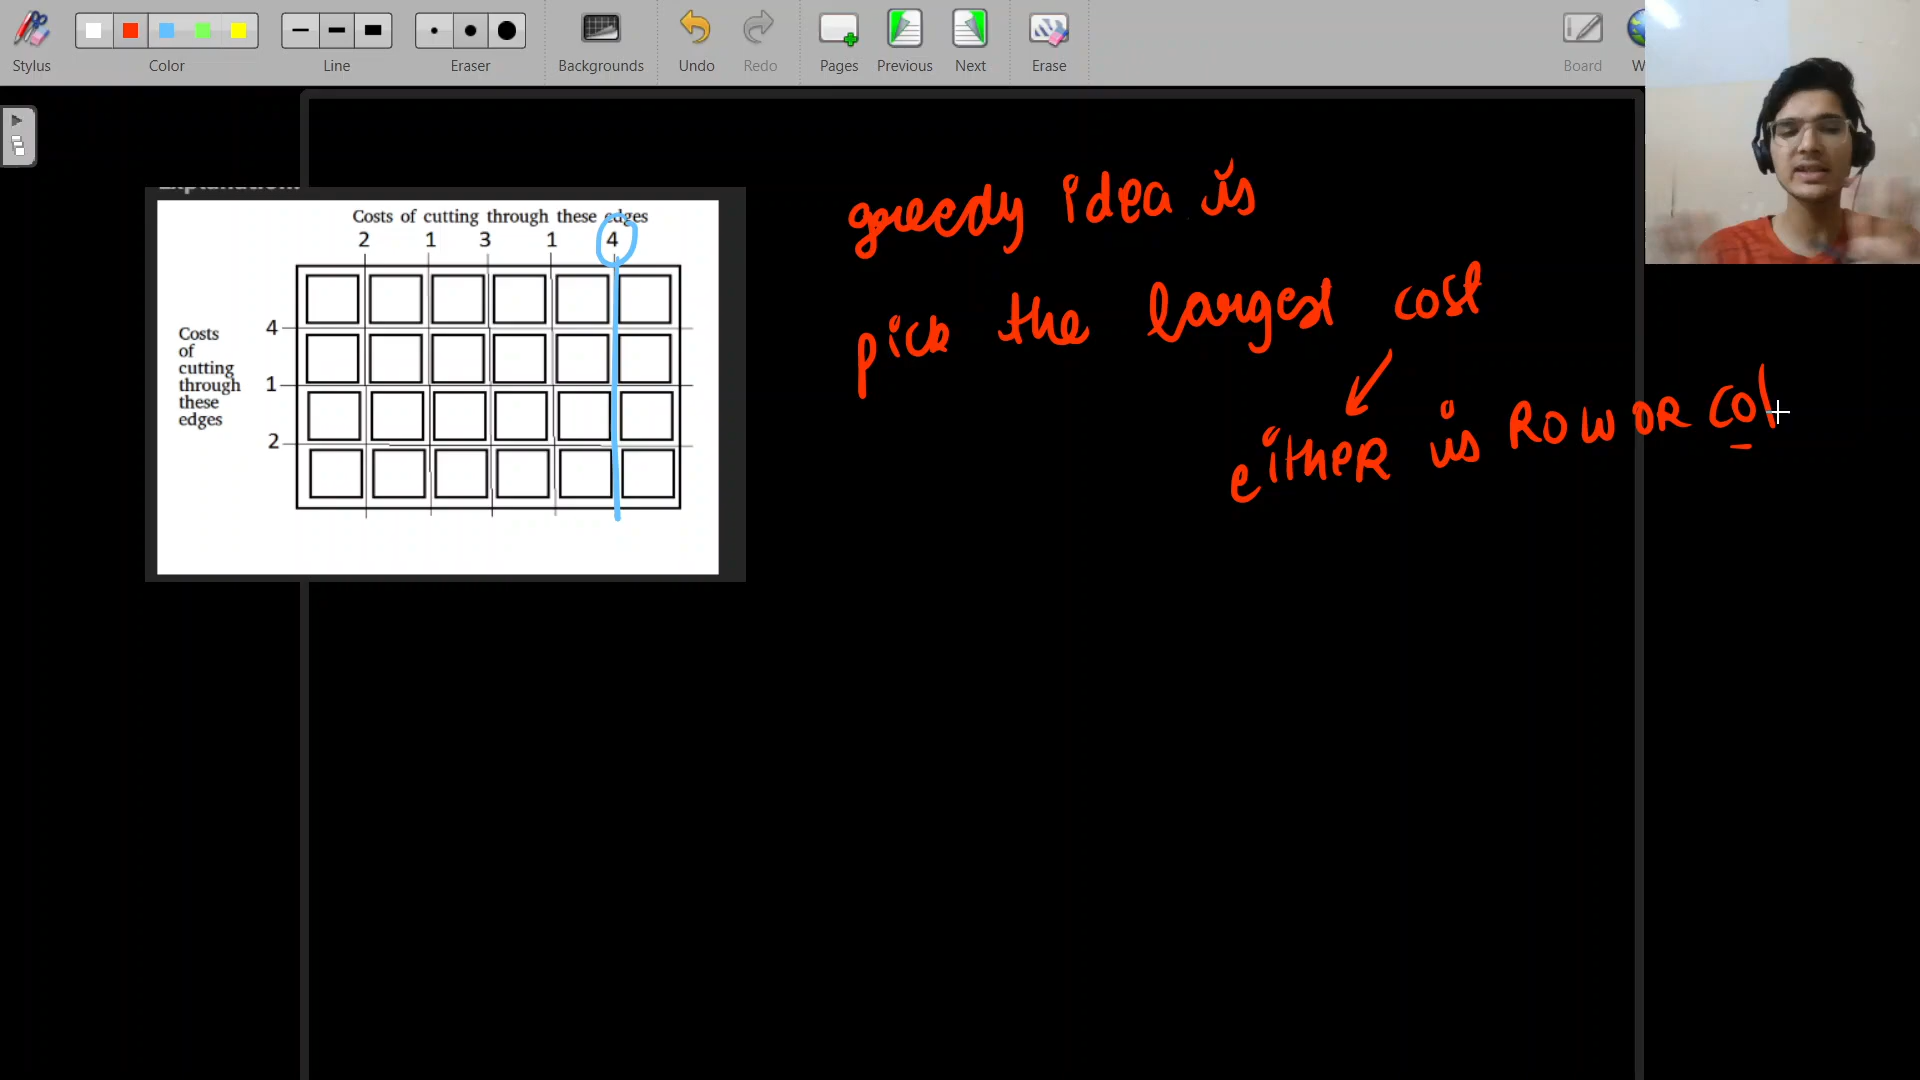 Stylus Color Line Eraser Backgrounds Undo Redo Pages Previous Next Erase Board W
Explanation:
Costs of cutting through these edges
2 1 3 1 4
4
Costs
of
cutting
through
these
edges
1
2
greedy idea is
pick the largest cost
either is ROW OR COl